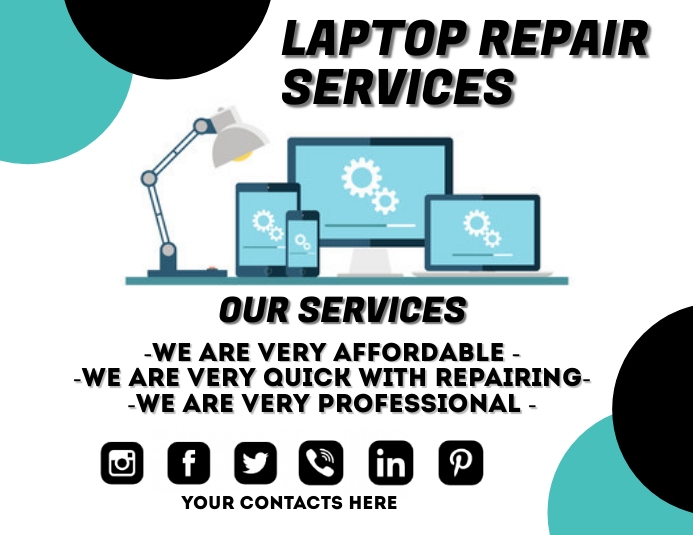 LAPTOP REPAIR
SERVICES
OUR SERVICES
-WE ARE VERY AFFORDABLE -
-WE ARE VERY QUICK WITH REPAIRING-
-WE ARE VERY PROFESSIONAL -
YOUR CONTACTS HERE